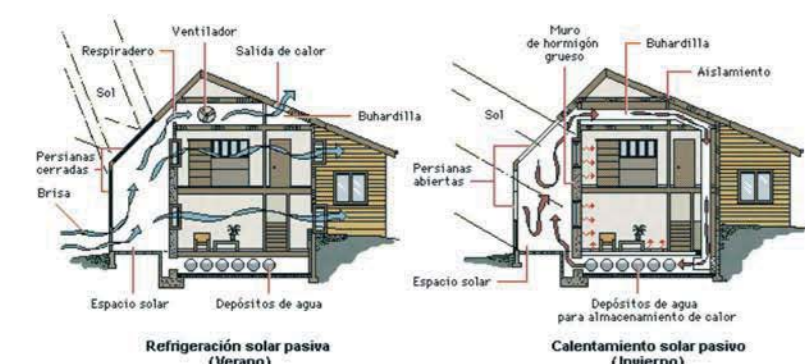 Ventilador
Respiradero
Salida de calor
Sol
Buhardilla
Persianas
cerradas
Brisa
Espacio solar
Depósitos de agua
Refrigeración solar pasiva
(Verano)
Muro
de hormigón
grueso
Buhardilla
Aislamiento
Sol
Persianas
abiertas
Espacio solar
Depósitos de agua
para almacenamiento de calor
Calentamiento solar pasivo
(Invierno)